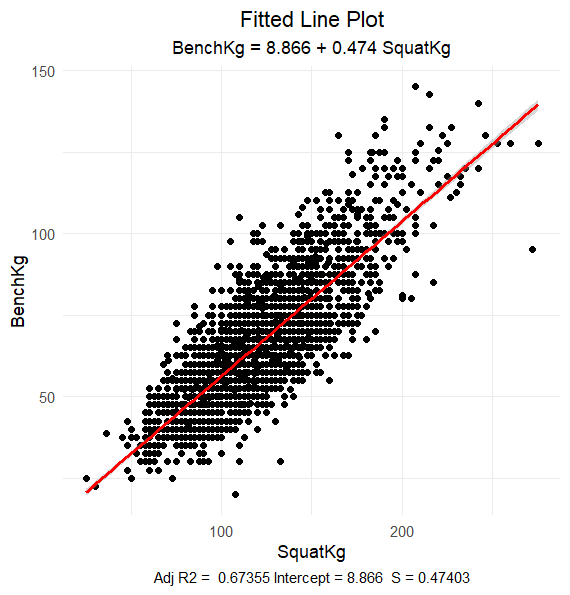 Fitted Line Plot
BenchKg = 8.866 + 0.474 SquatKg
150
100
50
BenchKg
100 200
SquatKg
Adj R2 = 0.67355 Intercept = 8.866 S = 0.47403